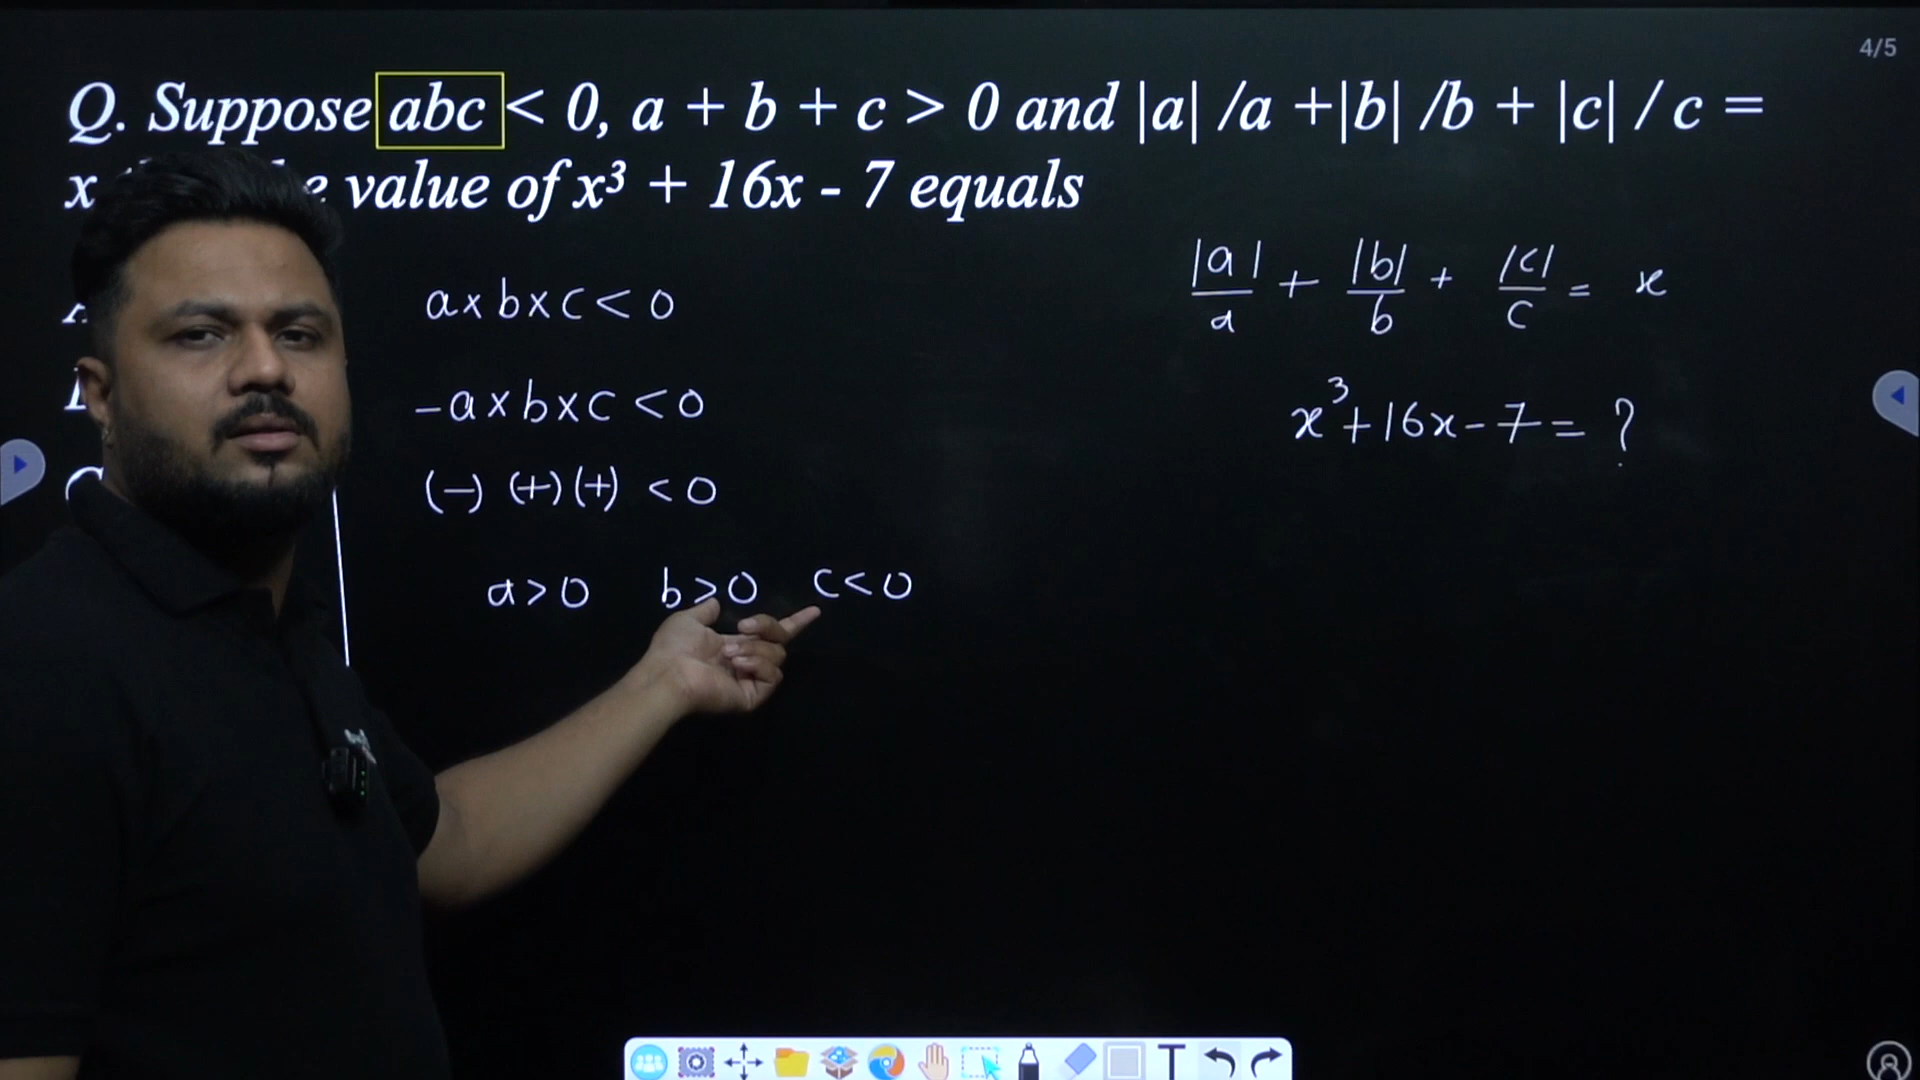 4/5
Q. Suppose abc < 0, a + b + c > 0 and |a| /a +|b| /b + |c| / c =
x value of x³ + 16x - 7 equals
a x b x c < 0
-a x b x c < 0
(-) (+) (+) < 0
a > 0 b > 0 c < 0
|a|/a + |b|/b + |c|/c = x
x³ + 16x - 7 = ?
T